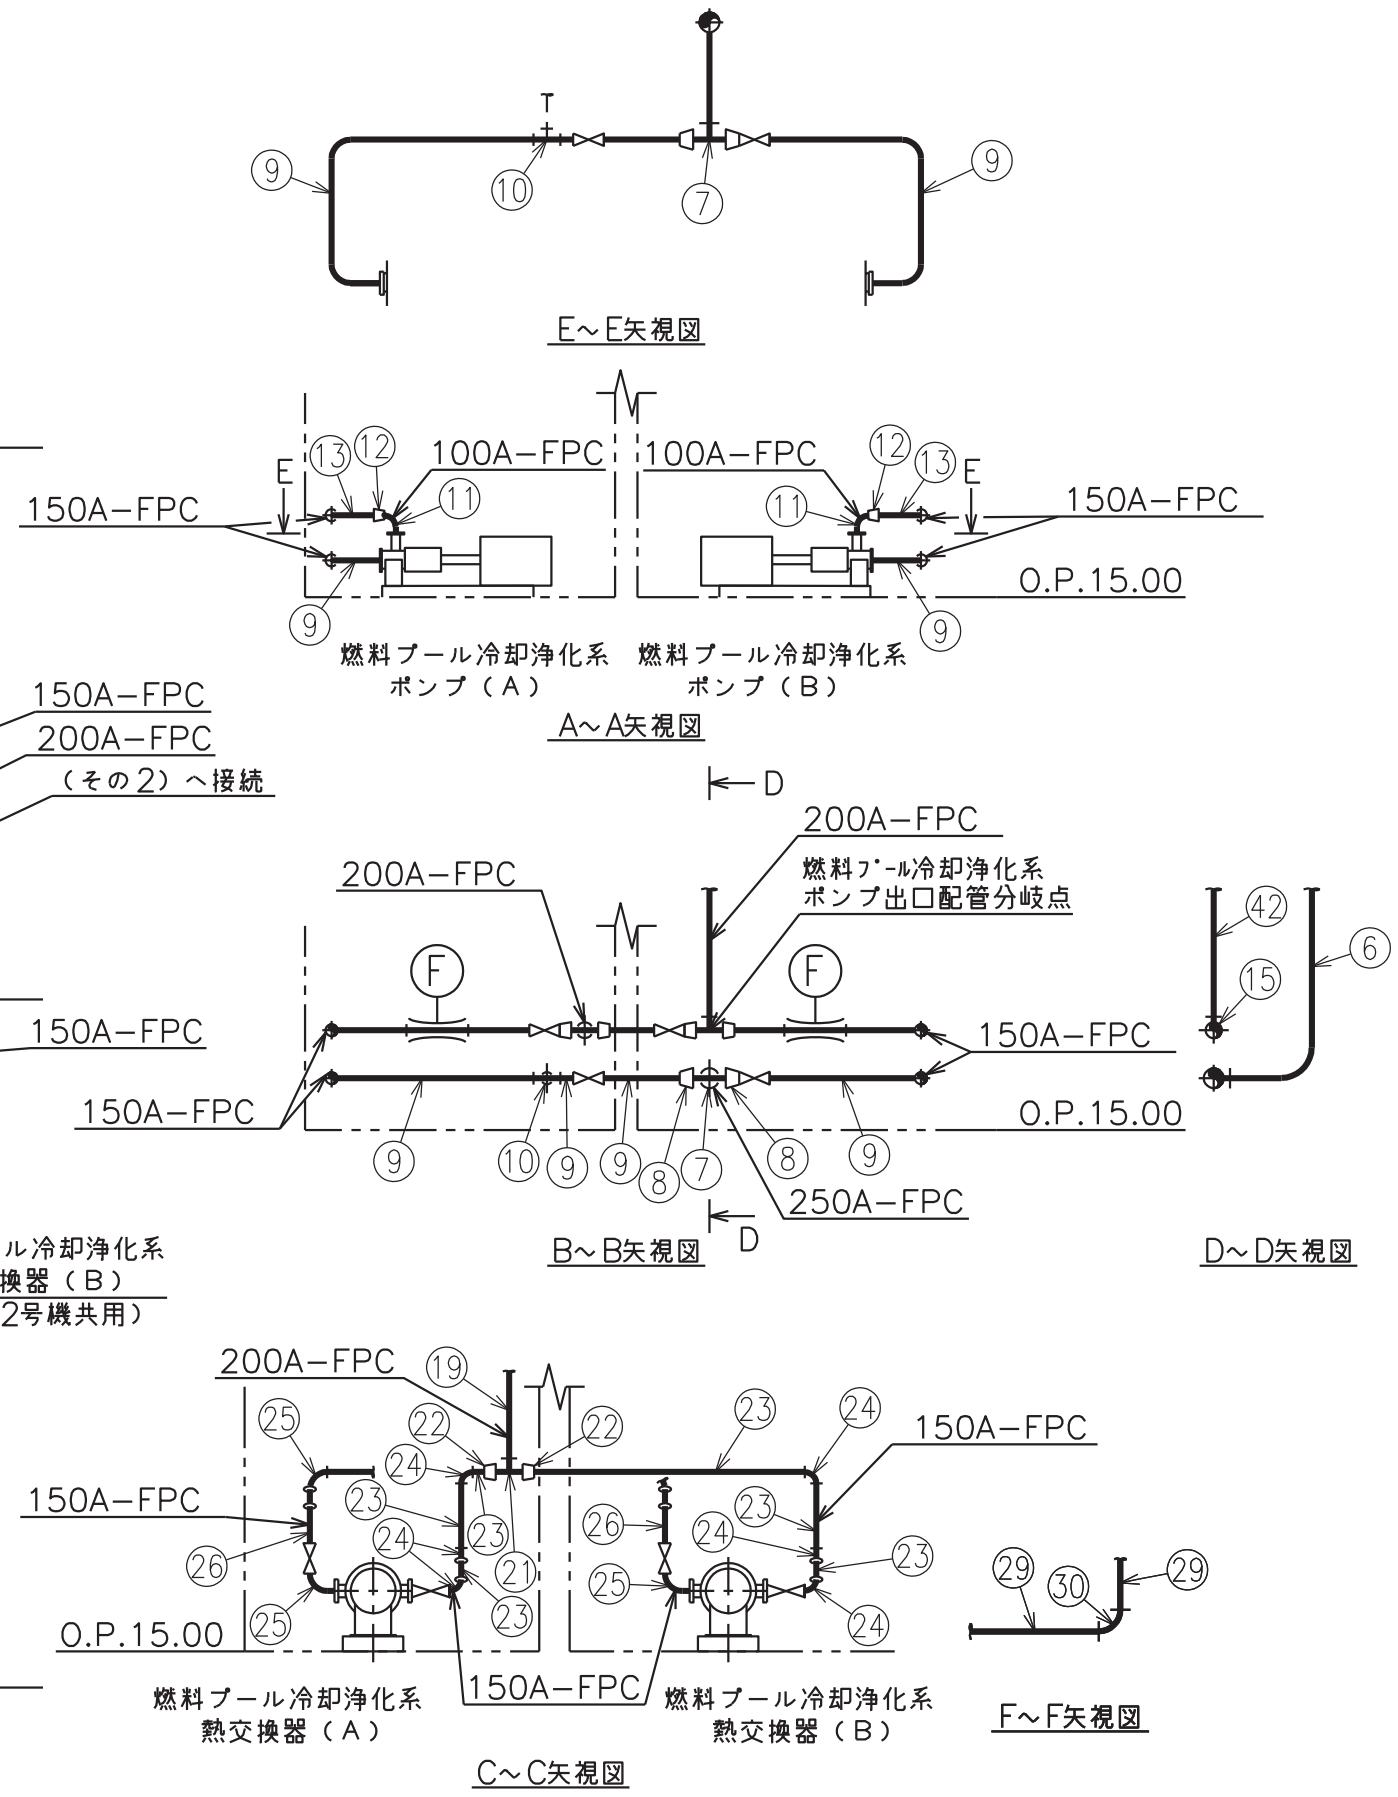 9
10
7
9
E～E矢視図
E
13
12
100A-FPC
11
150A-FPC
100A-FPC
12
13
11
E
150A-FPC
O.P.15.00
9
9
燃料プール冷却浄化系
ポンプ（A）
燃料プール冷却浄化系
ポンプ（B）
A～A矢視図
150A-FPC
200A-FPC
（その2）へ接続
D
200A-FPC
200A-FPC
燃料プール冷却浄化系
ポンプ出口配管分岐点
F
F
150A-FPC
150A-FPC
150A-FPC
O.P.15.00
9
10
9
9
8
7
8
9
250A-FPC
D
B～B矢視図
42
15
6
D～D矢視図
ル冷却浄化系
換器（B）
2号機共用）
200A-FPC
19
25
22
22
23
24
24
150A-FPC
150A-FPC
23
23
24
26
26
24
23
23
21
25
25
23
24
O.P.15.00
150A-FPC
燃料プール冷却浄化系
熱交換器（A）
燃料プール冷却浄化系
熱交換器（B）
C～C矢視図
29
30
29
F～F矢視図